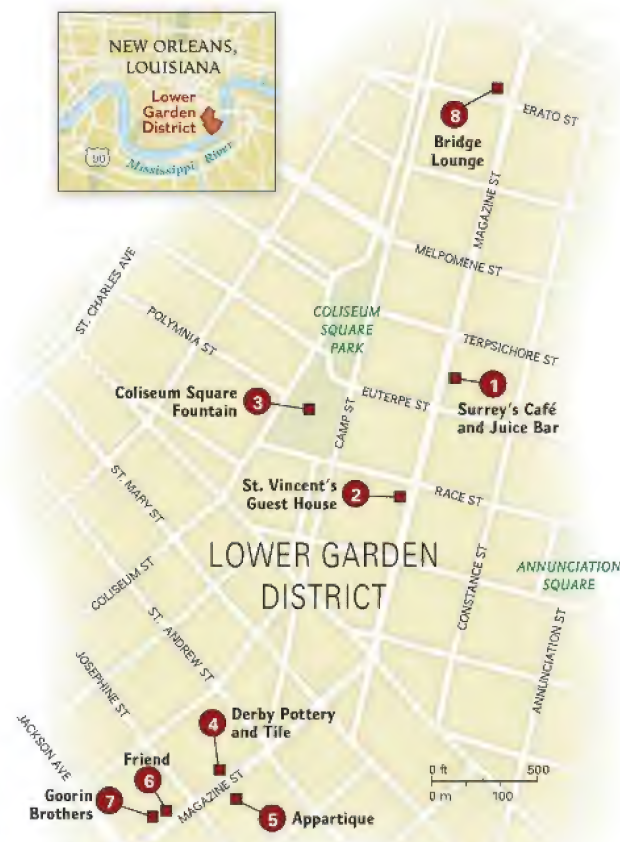 NEW ORLEANS,
LOUISIANA
Lower
Garden
District
90
Mississippi River
8
Bridge
Lounge
ERATO ST
MAGAZINE ST
MELPOMENE ST
ST. CHARLES AVE
POLYMNIA ST
COLISEUM
SQUARE
PARK
TERPSICHORE ST
1
Surrey's Café
and Juice Bar
EUTERPE ST
Coliseum Square
Fountain
3
CAMP ST
St. Vincent's
Guest House
2
RACE ST
ST. MARY ST
LOWER GARDEN
DISTRICT
ANNUNCIATION
SQUARE
COLISEUM ST
CONSTANCE ST
ANNUNCIATION ST
ST. ANDREW ST
JOSEPHINE ST
JACKSON AVE
4
Derby Pottery
and Tile
Friend
6
Goorin
Brothers
7
MAGAZINE ST
5
Appartique
0 ft 500
0 m 100